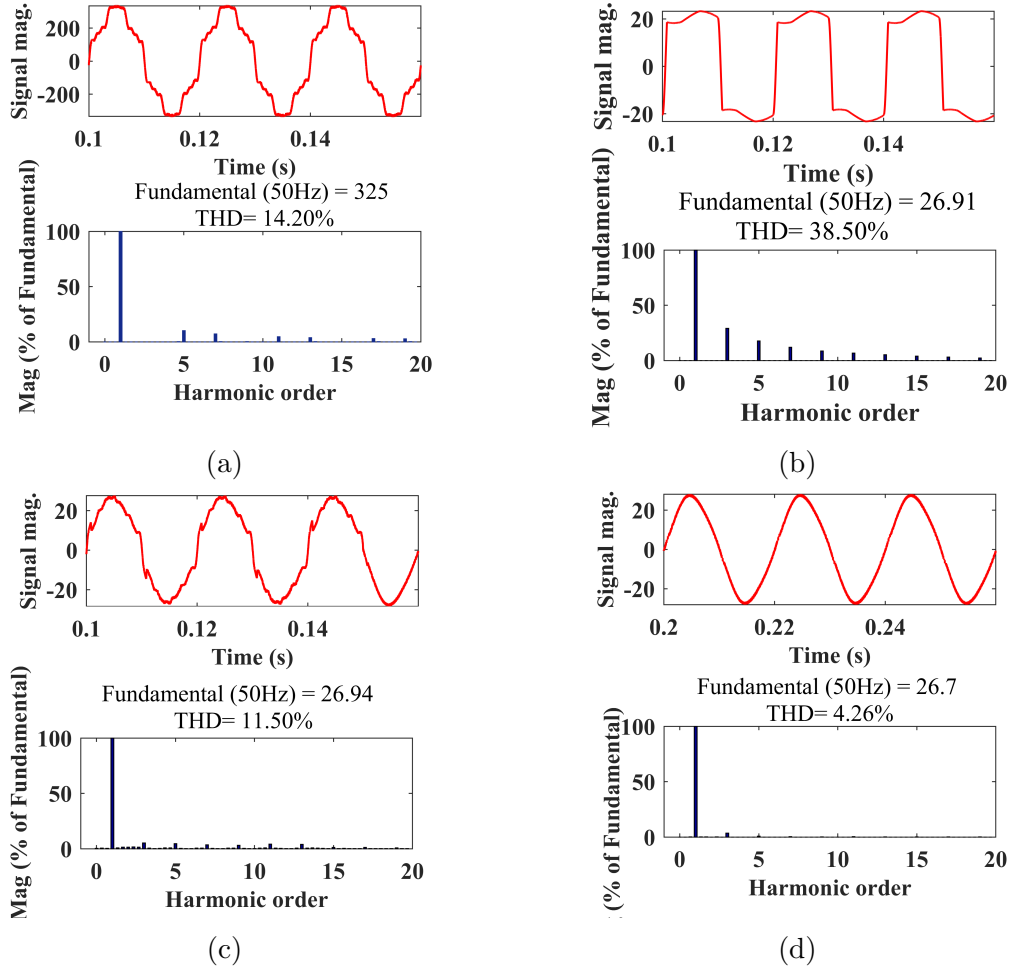 Signal mag.
200
0
-200
0.1 0.12 0.14
Time (s)
Fundamental (50Hz) = 325
THD= 14.20%
Mag (% of Fundamental)
100
50
0
0 5 10 15 20
Harmonic order
(a)
Signal mag.
20
0
-20
0.1 0.12 0.14
Time (s)
Fundamental (50Hz) = 26.91
THD= 38.50%
Mag (% of Fundamental)
100
50
0
0 5 10 15 20
Harmonic order
(b)
Signal mag.
20
0
-20
0.1 0.12 0.14
Time (s)
Fundamental (50Hz) = 26.94
THD= 11.50%
Mag (% of Fundamental)
100
50
0
0 5 10 15 20
Harmonic order
(c)
Signal mag.
20
0
-20
0.2 0.22 0.24
Time (s)
Fundamental (50Hz) = 26.7
THD= 4.26%
(% of Fundamental)
100
50
0
0 5 10 15 20
Harmonic order
(d)